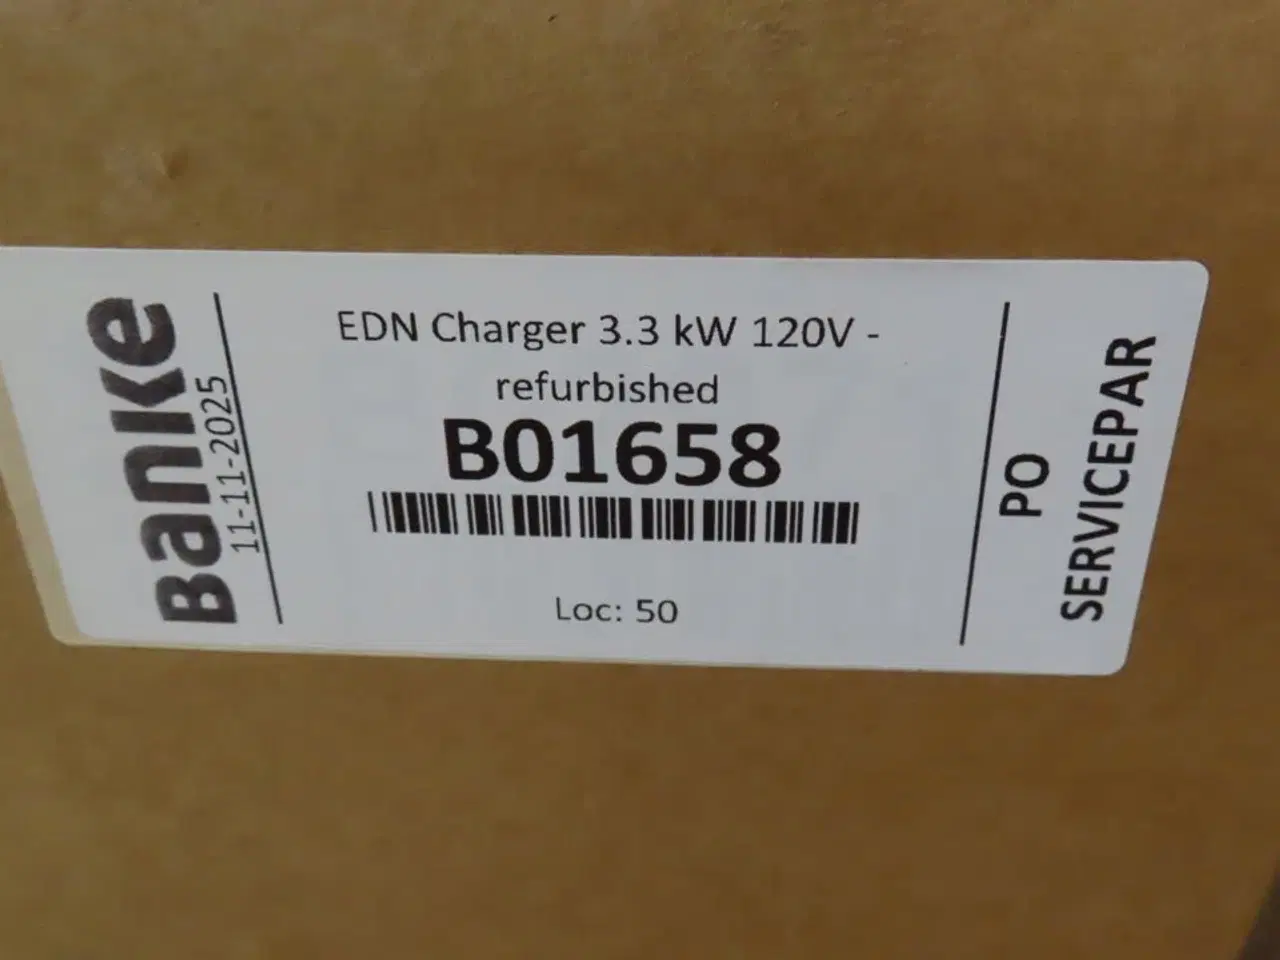 Banke
11-11-2025
EDN Charger 3.3 kW 120V -
refurbished
B01658
Loc: 50
PO
SERVICEPAR